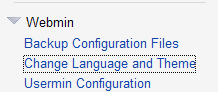 Webmin
Backup Configuration Files
Change Language and Theme
Usermin Configuration